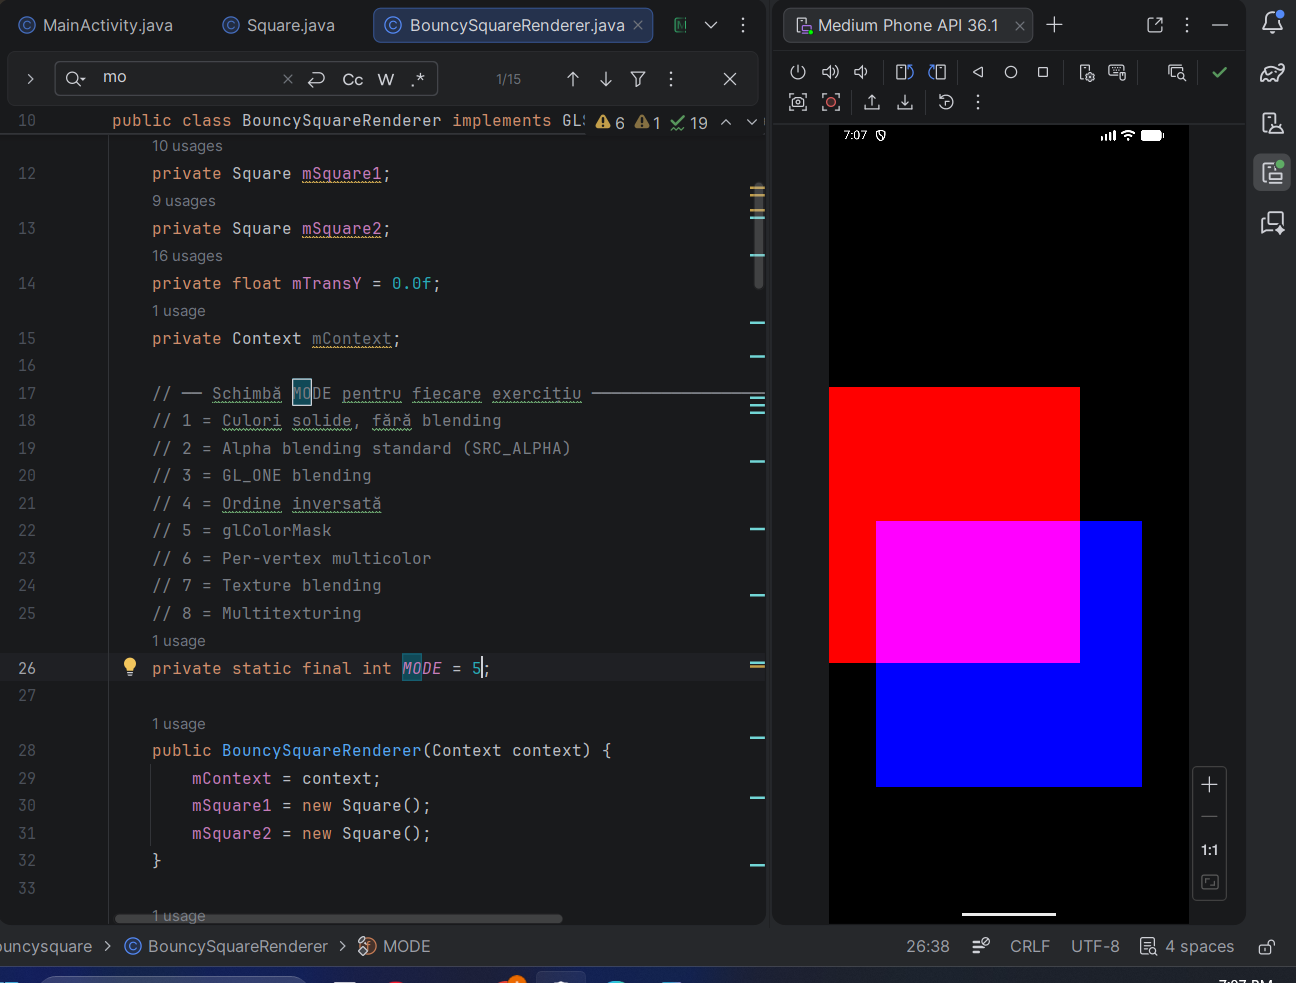 MainActivity.java
Square.java
BouncySquareRenderer.java
Medium Phone API 36.1
mo
Cc W .*
1/15
10 public class BouncySquareRenderer implements GLS
6 1 19
10 usages
12 private Square mSquare1;
9 usages
13 private Square mSquare2;
16 usages
14 private float mTransY = 0.0f;
1 usage
15 private Context mContext;
16
17 // ── Schimbă MODE pentru fiecare exercițiu ──────────
18 // 1 = Culori solide, fără blending
19 // 2 = Alpha blending standard (SRC_ALPHA)
20 // 3 = GL_ONE blending
21 // 4 = Ordine inversată
22 // 5 = glColorMask
23 // 6 = Per-vertex multicolor
24 // 7 = Texture blending
25 // 8 = Multitexturing
1 usage
26 private static final int MODE = 5;
27
1 usage
28 public BouncySquareRenderer(Context context) {
29 mContext = context;
30 mSquare1 = new Square();
31 mSquare2 = new Square();
32 }
33
1 usage
7:07
1:1
ouncysquare > BouncySquareRenderer > MODE
26:38 CRLF UTF-8 4 spaces